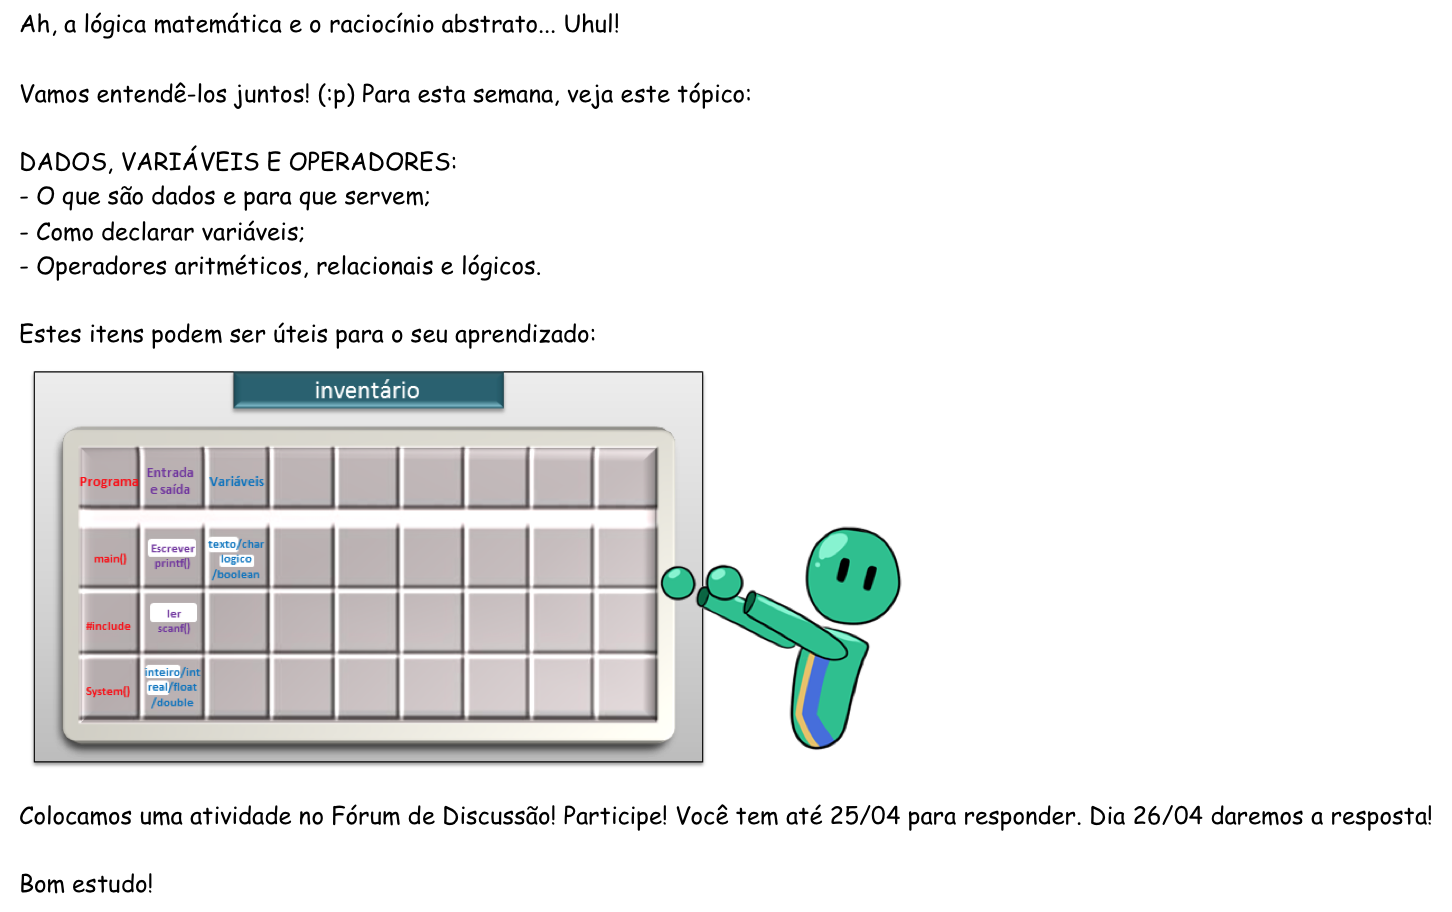 Ah, a lógica matemática e o raciocínio abstrato... Uhul!
Vamos entendê-los juntos! (:p) Para esta semana, veja este tópico:
DADOS, VARIÁVEIS E OPERADORES:
- O que são dados e para que servem;
- Como declarar variáveis;
- Operadores aritméticos, relacionais e lógicos.
Estes itens podem ser úteis para o seu aprendizado:
inventário
Programa
Entrada
e saída
Variáveis
main()
Escrever
printf()
texto/char
logico
/boolean
#include
ler
scanf()
System()
inteiro/int
real/float
/double
Colocamos uma atividade no Fórum de Discussão! Participe! Você tem até 25/04 para responder. Dia 26/04 daremos a resposta!
Bom estudo!